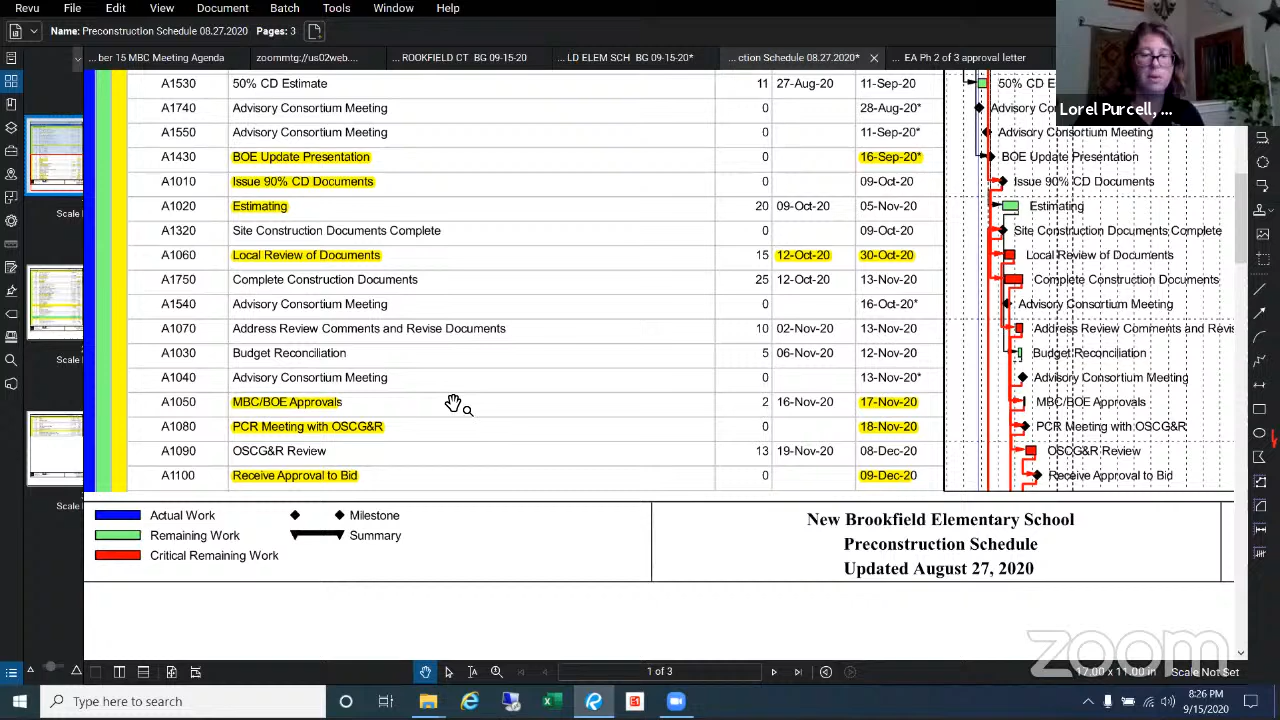 Revu File Edit View Document Batch Tools Window Help
Preconstruction Schedule 08.27.2020 Pages: 3
...ber 15 MBC Meeting Agenda zoommtg://us02web.... ...ROOKFIELD CT BG 09-15-20 ...LD ELEM SCH BG 09-15-20* ...ction Schedule 08.27.2020* EA Ph 2 of 3 approval letter
Lorel Purcell, ...
A1530 50% CD Estimate 11 27-Aug-20 11-Sep-20 50% CD E
A1740 Advisory Consortium Meeting 0 28-Aug-20* Advisory Co
A1550 Advisory Consortium Meeting 0 11-Sep-20* Advisory Consortium Meeting
A1430 BOE Update Presentation 0 16-Sep-20* BOE Update Presentation
A1010 Issue 90% CD Documents 0 09-Oct-20 Issue 90% CD Documents
A1020 Estimating 20 09-Oct-20 05-Nov-20 Estimating
A1320 Site Construction Documents Complete 0 09-Oct-20 Site Construction Documents Complete
A1060 Local Review of Documents 15 12-Oct-20 30-Oct-20 Local Review of Documents
A1750 Complete Construction Documents 25 12-Oct-20 13-Nov-20 Complete Construction Documents
A1540 Advisory Consortium Meeting 0 16-Oct-20* Advisory Consortium Meeting
A1070 Address Review Comments and Revise Documents 10 02-Nov-20 13-Nov-20 Address Review Comments and Revis
A1030 Budget Reconciliation 5 06-Nov-20 12-Nov-20 Budget Reconciliation
A1040 Advisory Consortium Meeting 0 13-Nov-20* Advisory Consortium Meeting
A1050 MBC/BOE Approvals 2 16-Nov-20 17-Nov-20 MBC/BOE Approvals
A1080 PCR Meeting with OSCG&R 0 18-Nov-20 PCR Meeting with OSCG&R
A1090 OSCG&R Review 13 19-Nov-20 08-Dec-20 OSCG&R Review
A1100 Receive Approval to Bid 0 09-Dec-20 Receive Approval to Bid
Scale
Scale
Scale
Actual Work Milestone
Remaining Work Summary
Critical Remaining Work
New Brookfield Elementary School
Preconstruction Schedule
Updated August 27, 2020
zoom
1 of 3 17.00 x 11.00 in Scale Not Set
Type here to search
8:26 PM
9/15/2020